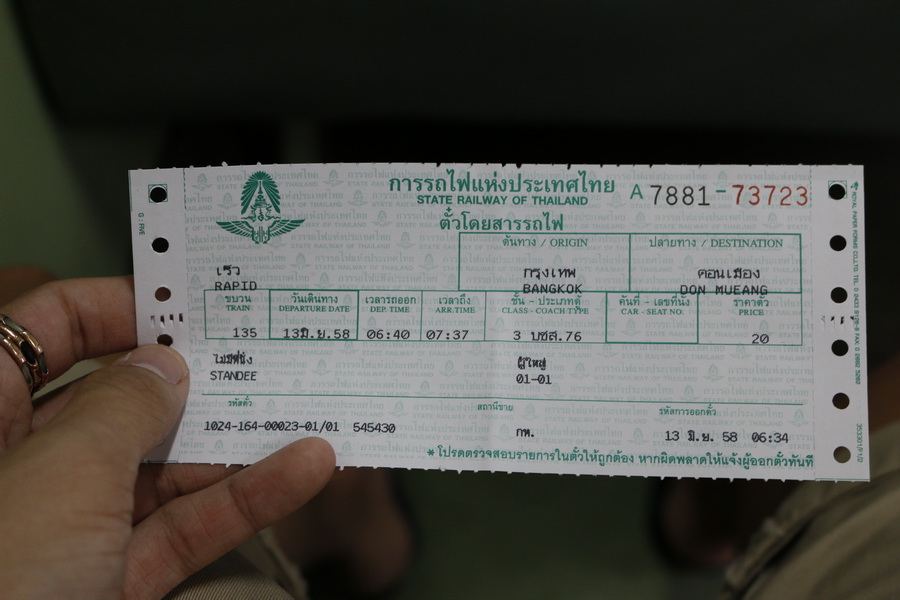 การรถไฟแห่งประเทศไทย
STATE RAILWAY OF THAILAND
A 7881-73723
ตั๋วโดยสารรถไฟ
ต้นทาง / ORIGIN ปลายทาง / DESTINATION
เร็ว กรุงเทพ ดอนเมือง
RAPID BANGKOK DON MUEANG
ขบวน วันเดินทาง เวลารถออก เวลาถึง ชั้น - ประเภทตู้ คันที่ - เลขที่นั่ง ราคาตั๋ว
TRAIN DEPARTURE DATE DEP. TIME ARR.TIME CLASS - COACH TYPE CAR - SEAT NO. PRICE
135 13มิ.ย.58 06:40 07:37 3 บชส.76 20
ไม่มีที่นั่ง ผู้ใหญ่
STANDEE 01-01
รหัสตั๋ว สถานีขาย รหัสการออกตั๋ว
1024-164-00023-01/01 545430 กท. 13 มิ.ย. 58 06:34
* โปรดตรวจสอบรายการในตั๋วให้ถูกต้อง หากผิดพลาดให้แจ้งผู้ออกตั๋วทันที